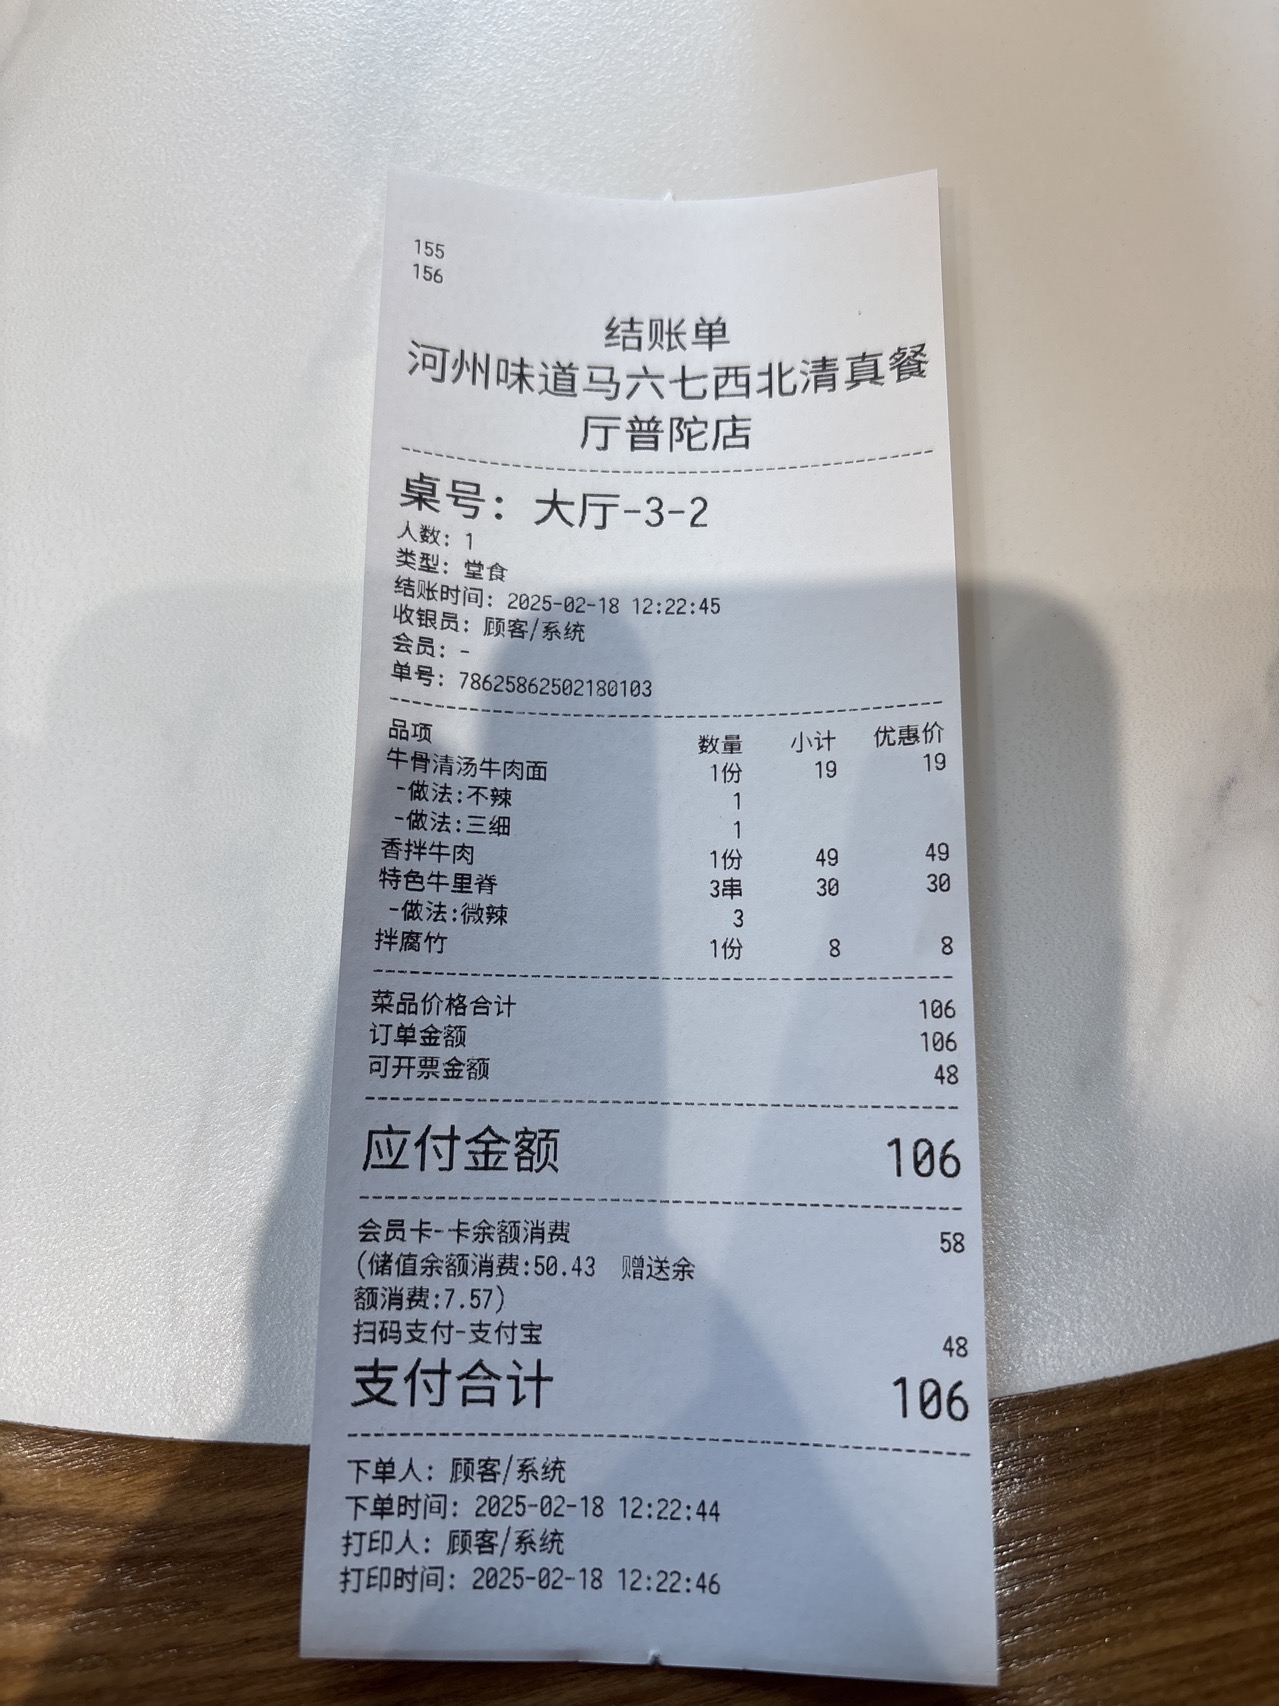 155
156
结账单
河州味道马六七西北清真餐
厅普陀店
桌号：大厅-3-2
人数：1
类型：堂食
结账时间：2025-02-18 12:22:45
收银员：顾客/系统
会员：-
单号：78625862502180103
品项 数量 小计 优惠价
牛骨清汤牛肉面 1份 19 19
-做法:不辣 1
-做法:三细 1
香拌牛肉 1份 49 49
特色牛里脊 3串 30 30
-做法:微辣 3
拌腐竹 1份 8 8
菜品价格合计 106
订单金额 106
可开票金额 48
应付金额 106
会员卡-卡余额消费 58
(储值余额消费:50.43 赠送余
额消费:7.57)
扫码支付-支付宝 48
支付合计 106
下单人：顾客/系统
下单时间：2025-02-18 12:22:44
打印人：顾客/系统
打印时间：2025-02-18 12:22:46